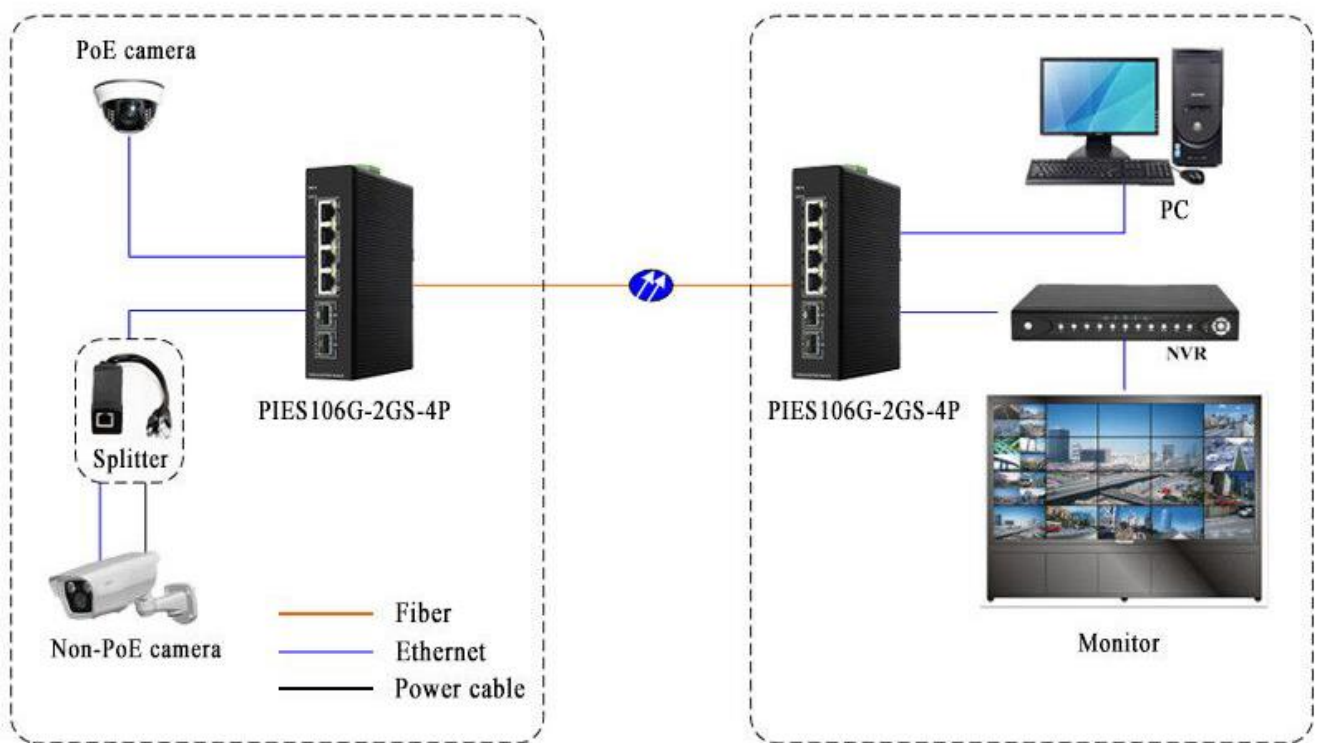 PoE camera
PIES106G-2GS-4P
Splitter
Non-PoE camera
Fiber
Ethernet
Power cable
PC
PIES106G-2GS-4P
NVR
Monitor